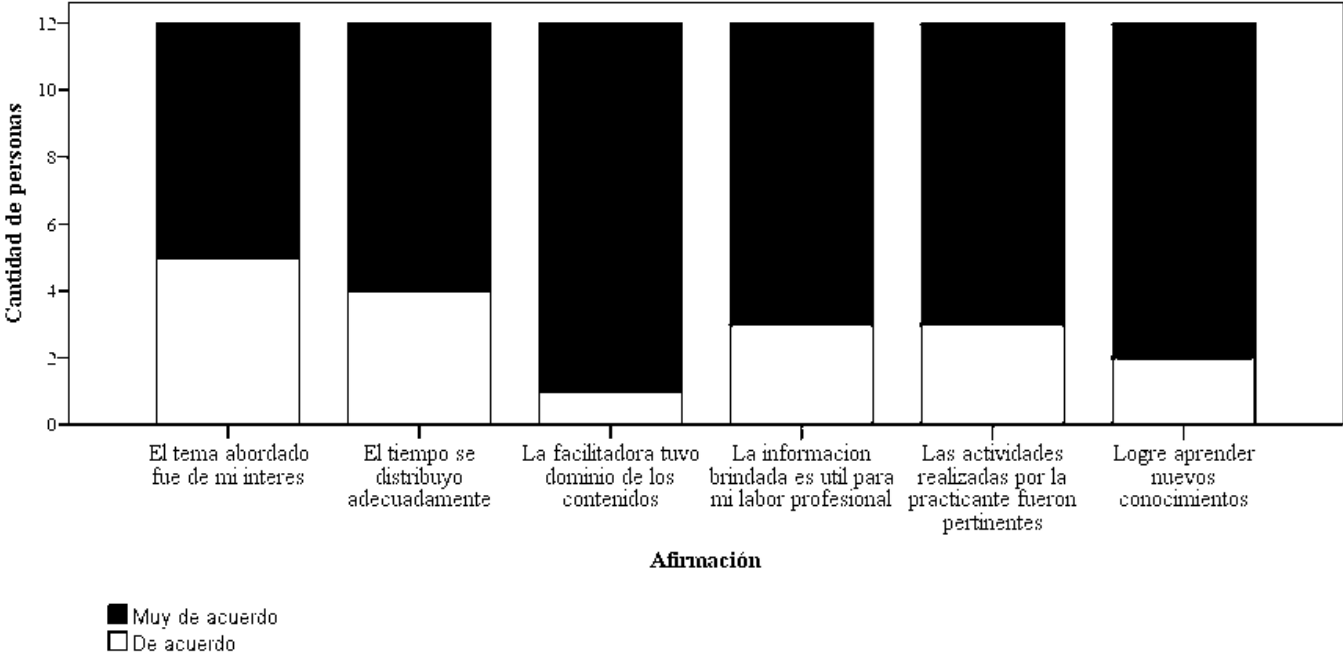 Cantidad de personas
12
10
8
6
4
2
0
El tema abordado
fue de mi interes
El tiempo se
distribuyo
adecuadamente
La facilitadora tuvo
dominio de los
contenidos
La informacion
brindada es util para
mi labor profesional
Las actividades
realizadas por la
practicante fueron
pertinentes
Logre aprender
nuevos
conocimientos
Afirmación
Muy de acuerdo
De acuerdo